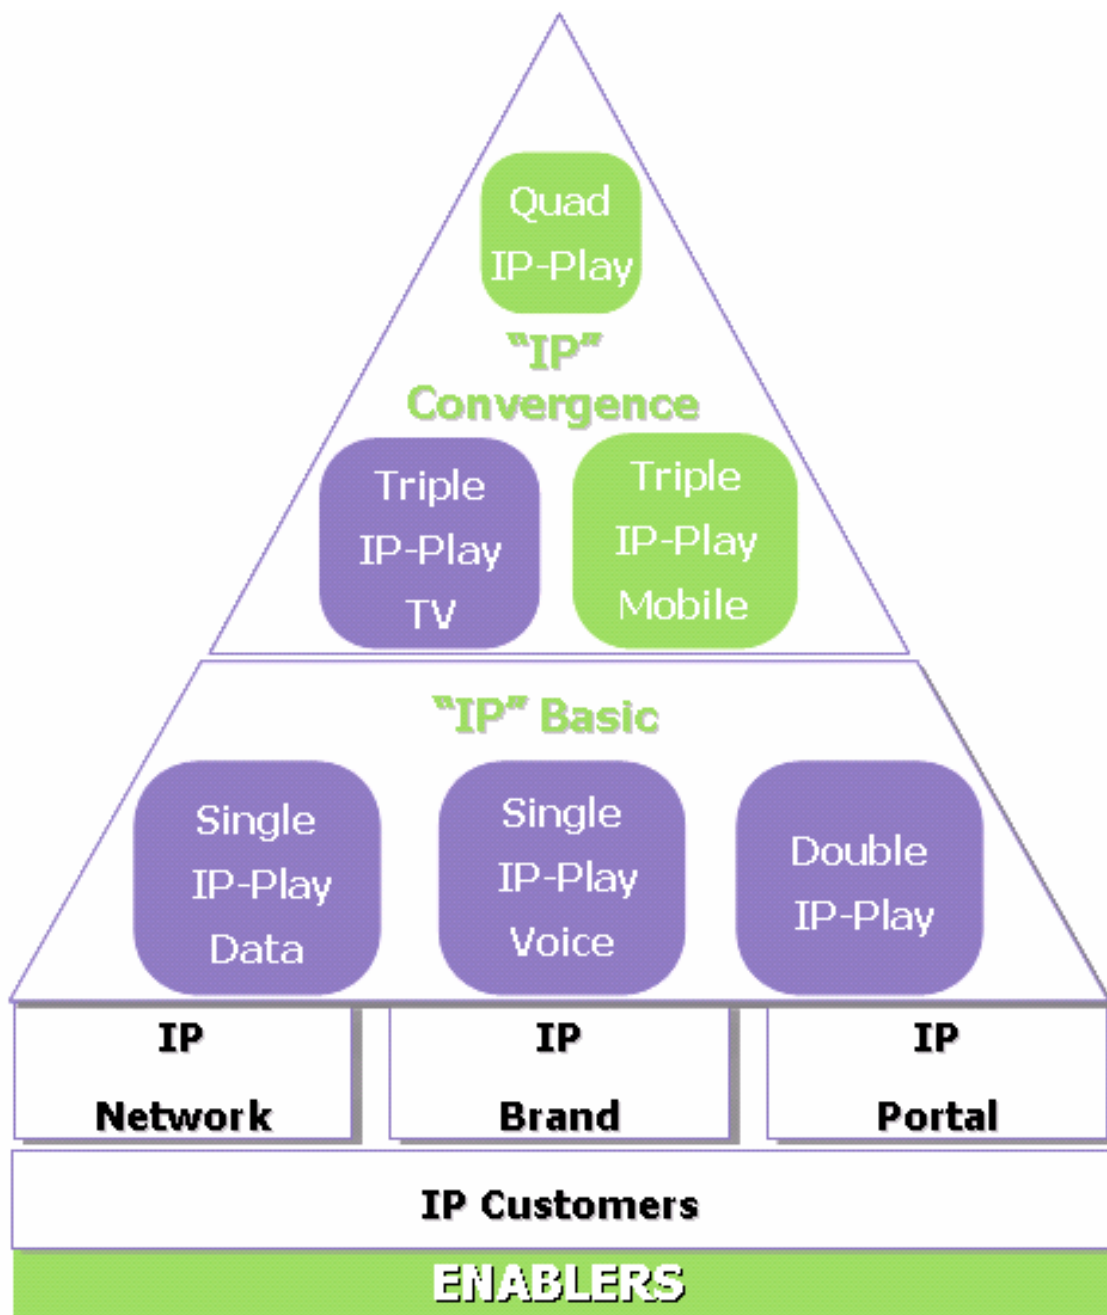 Quad
IP-Play
“IP”
Convergence
Triple
IP-Play
TV
Triple
IP-Play
Mobile
“IP” Basic
Single
IP-Play
Data
Single
IP-Play
Voice
Double
IP-Play
IP
Network
IP
Brand
IP
Portal
IP Customers
ENABLERS